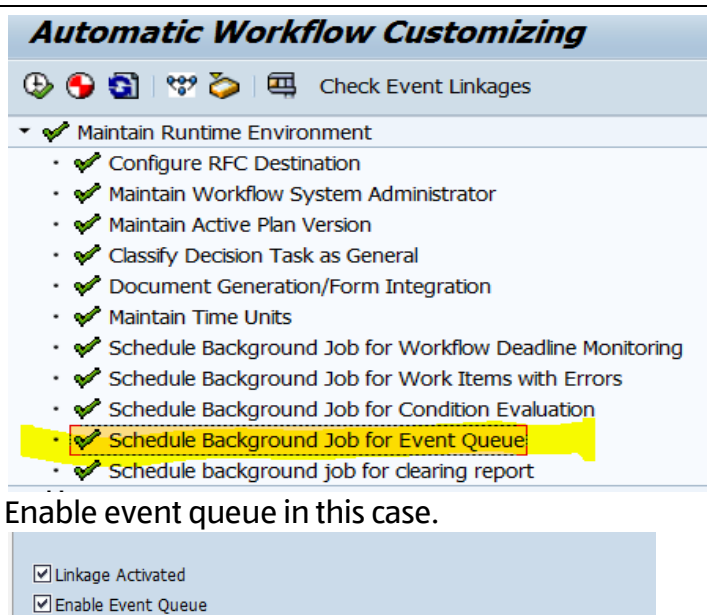 Automatic Workflow Customizing
Check Event Linkages
Maintain Runtime Environment
Configure RFC Destination
Maintain Workflow System Administrator
Maintain Active Plan Version
Classify Decision Task as General
Document Generation/Form Integration
Maintain Time Units
Schedule Background Job for Workflow Deadline Monitoring
Schedule Background Job for Work Items with Errors
Schedule Background Job for Condition Evaluation
Schedule Background Job for Event Queue
Schedule background job for clearing report
Enable event queue in this case.
Linkage Activated
Enable Event Queue